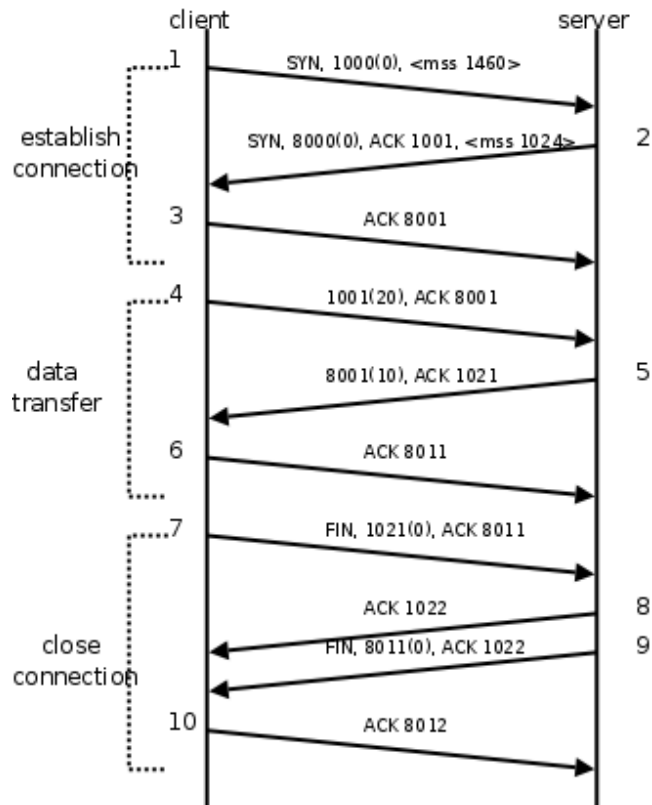 client
server
1
SYN, 1000(0), <mss 1460>
establish
connection
SYN, 8000(0), ACK 1001, <mss 1024>
2
3
ACK 8001
4
1001(20), ACK 8001
data
transfer
8001(10), ACK 1021
5
6
ACK 8011
7
FIN, 1021(0), ACK 8011
close
connection
ACK 1022
8
FIN, 8011(0), ACK 1022
9
10
ACK 8012